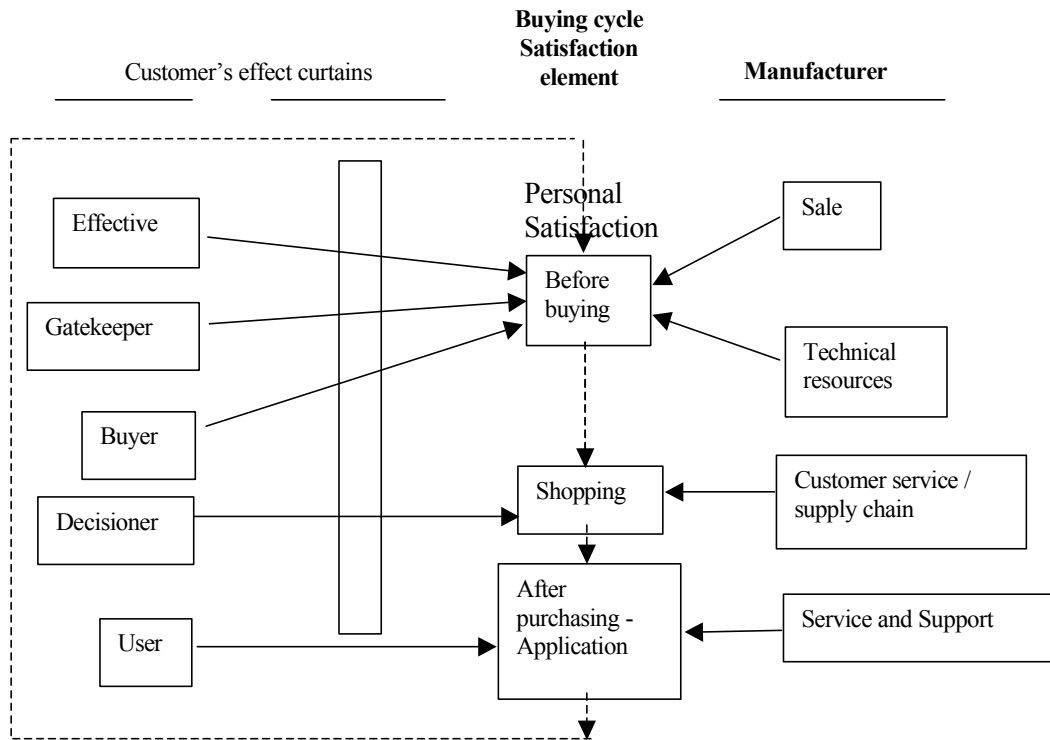 Buying cycle
Satisfaction
element
Customer’s effect curtains
Manufacturer
Personal
Satisfaction
Effective
Sale
Before
buying
Gatekeeper
Technical
resources
Buyer
Shopping
Customer service /
supply chain
Decisioner
After
purchasing -
Application
User
Service and Support